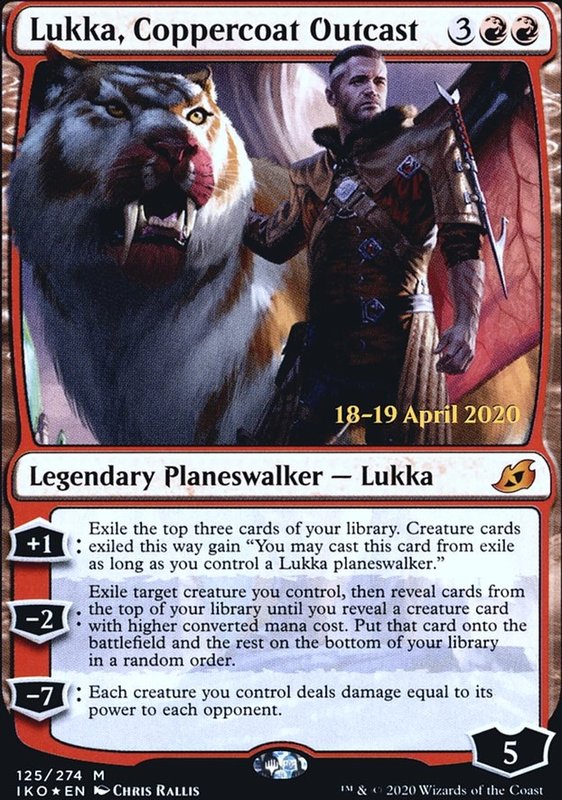 Lukka, Coppercoat Outcast 3
18–19 April 2020
Legendary Planeswalker — Lukka
+1 : Exile the top three cards of your library. Creature cards
exiled this way gain “You may cast this card from exile
as long as you control a Lukka planeswalker.”
Exile target creature you control, then reveal cards from
−2 : the top of your library until you reveal a creature card
with higher converted mana cost. Put that card onto the
battlefield and the rest on the bottom of your library
in a random order.
−7 : Each creature you control deals damage equal to its
power to each opponent.
5
125/274 M
IKO★EN Chris Rallis
™ & © 2020 Wizards of the Coast